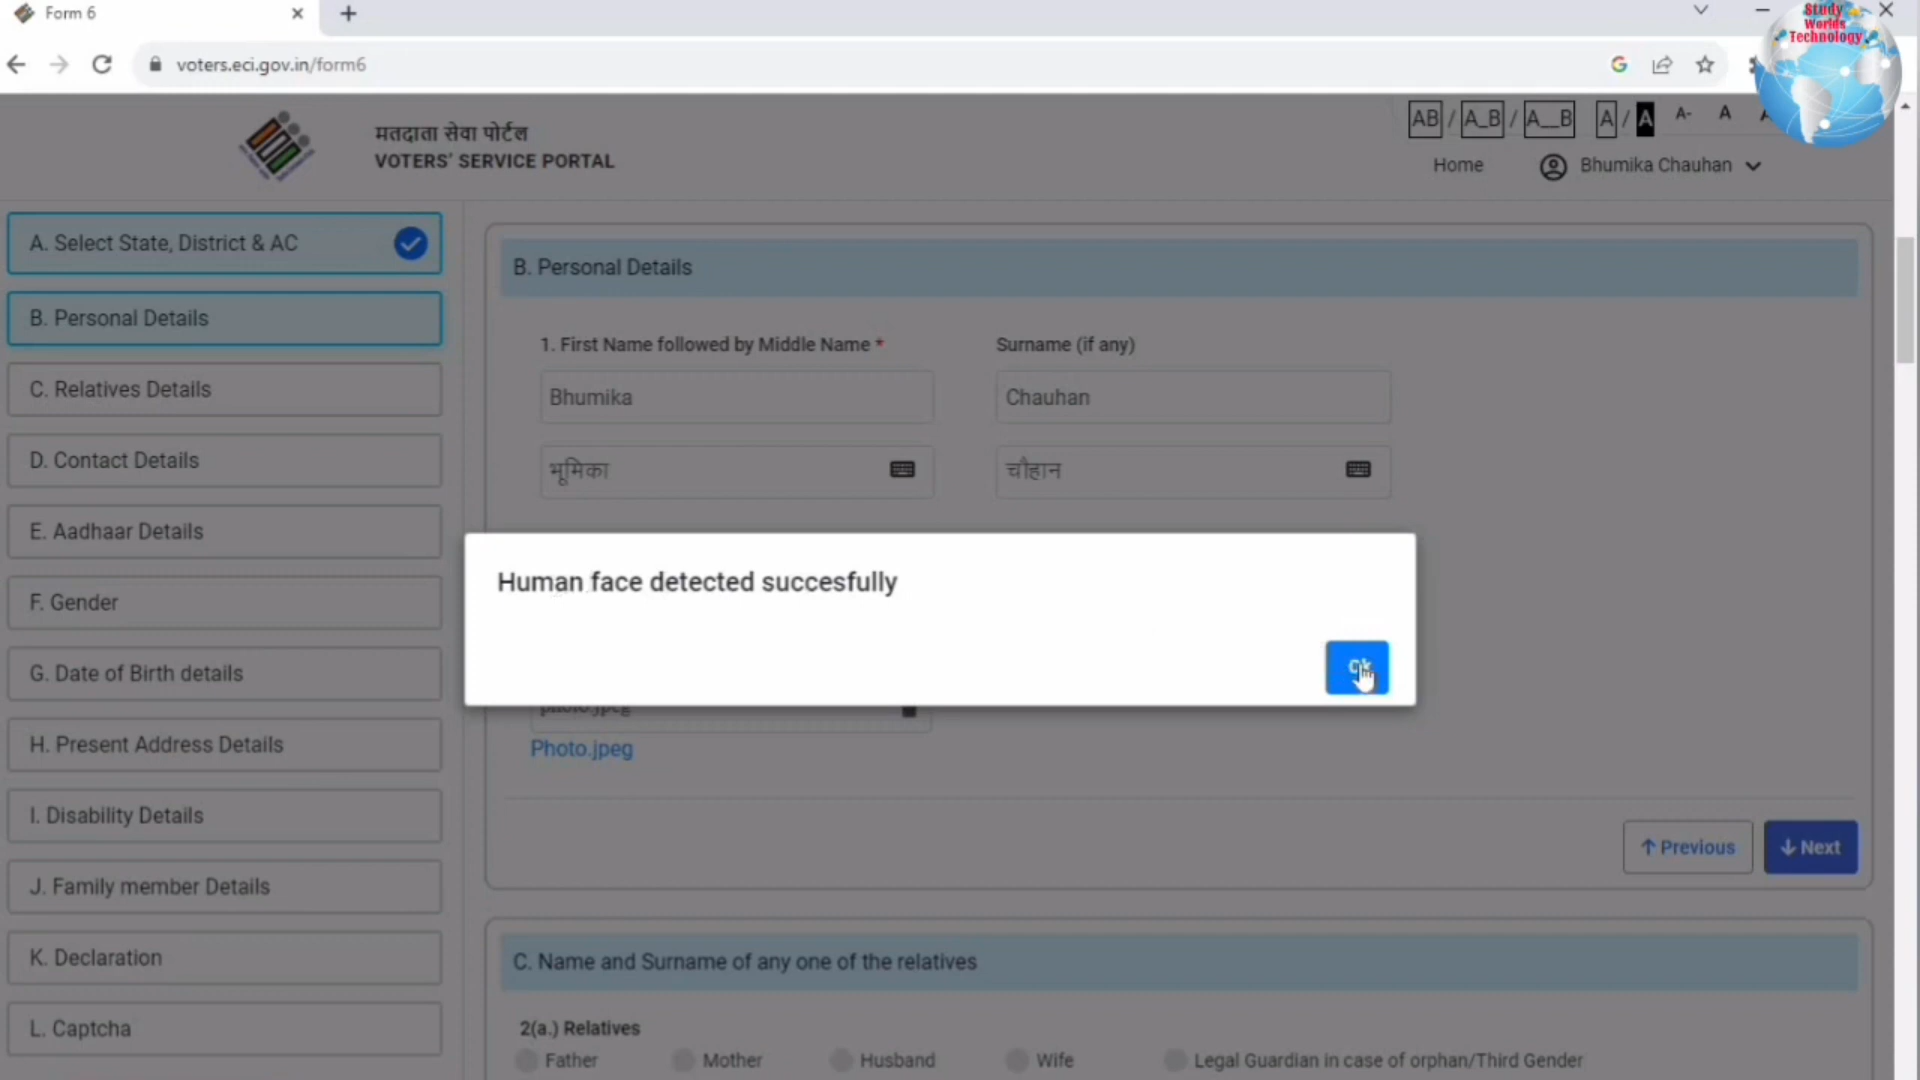 Form 6
Study
Worlds
Technology
voters.eci.gov.in/form6
मतदाता सेवा पोर्टल
VOTERS' SERVICE PORTAL
AB / A_B / A__B A / A A- A
Home Bhumika Chauhan
A. Select State, District & AC
B. Personal Details
C. Relatives Details
D. Contact Details
E. Aadhaar Details
F. Gender
G. Date of Birth details
H. Present Address Details
I. Disability Details
J. Family member Details
K. Declaration
L. Captcha
B. Personal Details
1. First Name followed by Middle Name * Surname (if any)
Bhumika Chauhan
भूमिका चौहान
Human face detected succesfully
Ok
photo.jpeg
Photo.jpeg
Previous Next
C. Name and Surname of any one of the relatives
2(a.) Relatives
Father Mother Husband Wife Legal Guardian in case of orphan/Third Gender